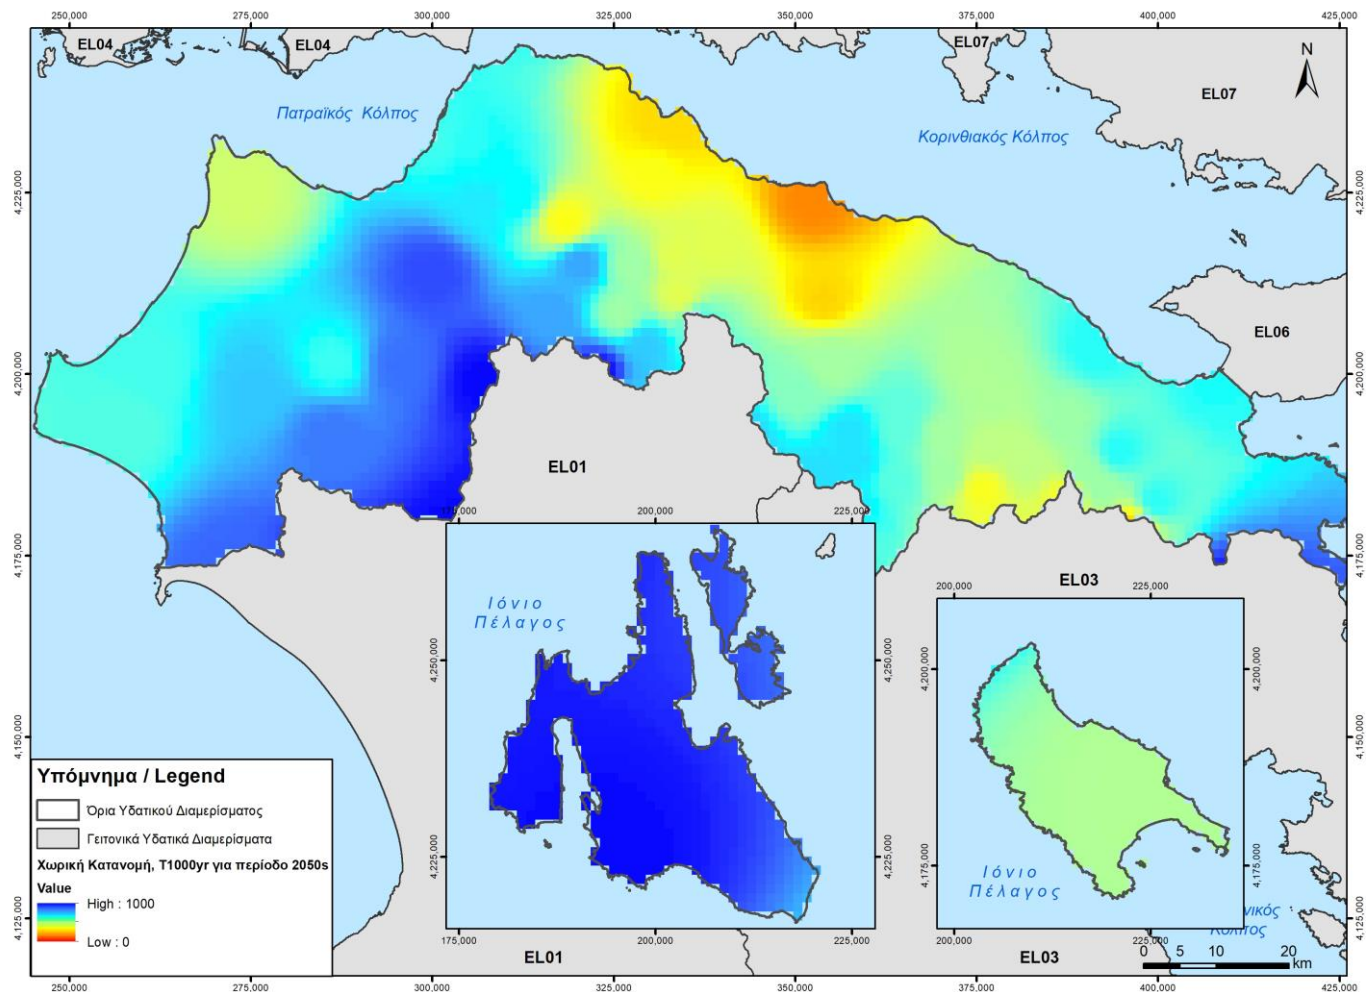 250,000 275,000 300,000 325,000 350,000 375,000 400,000 425,000
EL04 EL04 EL07
N
EL07
Πατραϊκός Κόλπος
Κορινθιακός Κόλπος
4,225,000 4,225,000
EL06
4,200,000 4,200,000
EL01
175,000 200,000 225,000
4,175,000 4,175,000
EL03
200,000 225,000
Ιόνιο
Πέλαγος
4,250,000 4,250,000
4,200,000 4,200,000
4,150,000 4,150,000
Υπόμνημα / Legend
Όρια Υδατικού Διαμερίσματος
Γειτονικά Υδατικά Διαμερίσματα
Χωρική Κατανομή, T1000yr για περίοδο 2050s
Value
High : 1000
Low : 0
4,225,000 4,225,000
4,175,000 4,175,000
Ιόνιο
Πέλαγος
νικός
Κόλπος
4,125,000 4,125,000
175,000 200,000 225,000
200,000 225,000
0 5 10 20
km
EL01 EL03
250,000 275,000 300,000 325,000 350,000 375,000 400,000 425,000